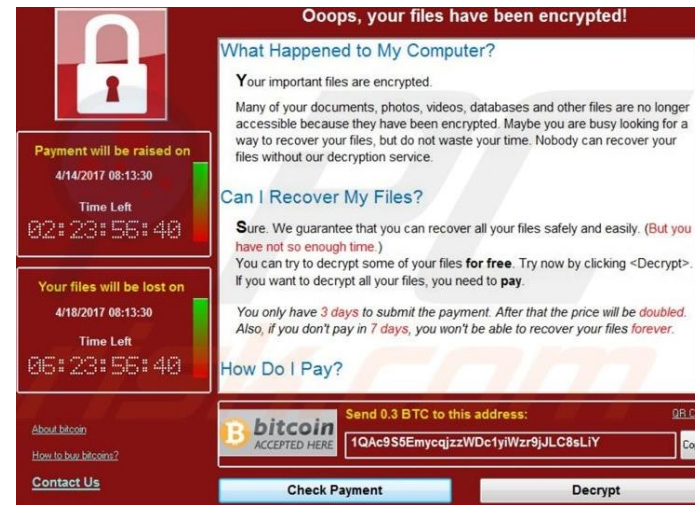 Ooops, your files have been encrypted!
What Happened to My Computer?
Your important files are encrypted.
Many of your documents, photos, videos, databases and other files are no longer
accessible because they have been encrypted. Maybe you are busy looking for a
way to recover your files, but do not waste your time. Nobody can recover your
files without our decryption service.
Can I Recover My Files?
Sure. We guarantee that you can recover all your files safely and easily. (But you
have not so enough time.)
You can try to decrypt some of your files for free. Try now by clicking <Decrypt>.
If you want to decrypt all your files, you need to pay.
You only have 3 days to submit the payment. After that the price will be doubled.
Also, if you don't pay in 7 days, you won't be able to recover your files forever.
How Do I Pay?
Payment will be raised on
4/14/2017 08:13:30
Time Left
02:23:56:40
Your files will be lost on
4/18/2017 08:13:30
Time Left
06:23:56:40
About bitcoin
How to buy bitcoins?
Contact Us
bitcoin
ACCEPTED HERE
Send 0.3 BTC to this address:
QR C
1QAc9S5EmycqjzzWDc1yiWzr9jJLC8sLiY
Co
Check Payment
Decrypt
PC
risk.com